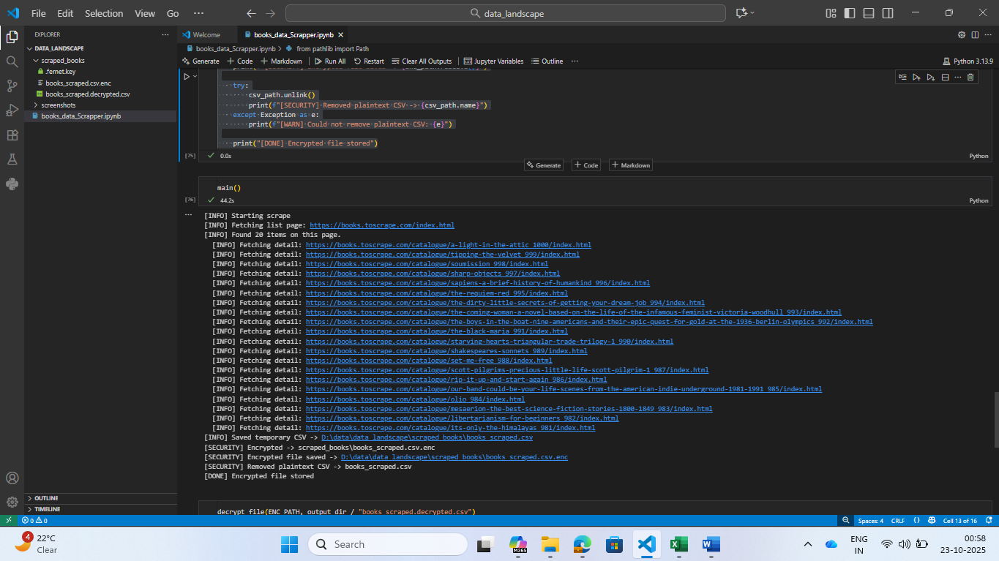 File Edit Selection View Go ··· data_landscape
EXPLORER ···
DATA_LANDSCAPE
scraped_books
.fernet.key
books_scraped.csv.enc
books_scraped.decrypted.csv
screenshots
books_data_Scrapper.ipynb
OUTLINE
TIMELINE
Welcome books_data_Scrapper.ipynb
books_data_Scrapper.ipynb > from pathlib import Path
Generate + Code + Markdown Run All Restart Clear All Outputs Jupyter Variables Outline ··· Python 3.13.9
try:
csv_path.unlink()
print(f"[SECURITY] Removed plaintext CSV -> {csv_path.name}")
except Exception as e:
print(f"[WARN] Could not remove plaintext CSV: {e}")
print("[DONE] Encrypted file stored")
[75] 0.0s Python
Generate + Code + Markdown
main()
[76] 44.2s Python
[INFO] Starting scrape
[INFO] Fetching list page: https://books.toscrape.com/index.html
[INFO] Found 20 items on this page.
[INFO] Fetching detail: https://books.toscrape.com/catalogue/a-light-in-the-attic_1000/index.html
[INFO] Fetching detail: https://books.toscrape.com/catalogue/tipping-the-velvet_999/index.html
[INFO] Fetching detail: https://books.toscrape.com/catalogue/soumission_998/index.html
[INFO] Fetching detail: https://books.toscrape.com/catalogue/sharp-objects_997/index.html
[INFO] Fetching detail: https://books.toscrape.com/catalogue/sapiens-a-brief-history-of-humankind_996/index.html
[INFO] Fetching detail: https://books.toscrape.com/catalogue/the-requiem-red_995/index.html
[INFO] Fetching detail: https://books.toscrape.com/catalogue/the-dirty-little-secrets-of-getting-your-dream-job_994/index.html
[INFO] Fetching detail: https://books.toscrape.com/catalogue/the-coming-woman-a-novel-based-on-the-life-of-the-infamous-feminist-victoria-woodhull_993/index.html
[INFO] Fetching detail: https://books.toscrape.com/catalogue/the-boys-in-the-boat-nine-americans-and-their-epic-quest-for-gold-at-the-1936-berlin-olympics_992/index.html
[INFO] Fetching detail: https://books.toscrape.com/catalogue/the-black-maria_991/index.html
[INFO] Fetching detail: https://books.toscrape.com/catalogue/starving-hearts-triangular-trade-trilogy-1_990/index.html
[INFO] Fetching detail: https://books.toscrape.com/catalogue/shakespeares-sonnets_989/index.html
[INFO] Fetching detail: https://books.toscrape.com/catalogue/set-me-free_988/index.html
[INFO] Fetching detail: https://books.toscrape.com/catalogue/scott-pilgrims-precious-little-life-scott-pilgrim-1_987/index.html
[INFO] Fetching detail: https://books.toscrape.com/catalogue/rip-it-up-and-start-again_986/index.html
[INFO] Fetching detail: https://books.toscrape.com/catalogue/our-band-could-be-your-life-scenes-from-the-american-indie-underground-1981-1991_985/index.html
[INFO] Fetching detail: https://books.toscrape.com/catalogue/olio_984/index.html
[INFO] Fetching detail: https://books.toscrape.com/catalogue/mesaerion-the-best-science-fiction-stories-1800-1849_983/index.html
[INFO] Fetching detail: https://books.toscrape.com/catalogue/libertarianism-for-beginners_982/index.html
[INFO] Fetching detail: https://books.toscrape.com/catalogue/its-only-the-himalayas_981/index.html
[INFO] Saved temporary CSV -> D:\data\data_landscape\scraped_books\books_scraped.csv
[SECURITY] Encrypted -> scraped_books\books_scraped.csv.enc
[SECURITY] Encrypted file saved -> D:\data\data_landscape\scraped_books\books_scraped.csv.enc
[SECURITY] Removed plaintext CSV -> books_scraped.csv
[DONE] Encrypted file stored
decrypt_file(ENC_PATH, output_dir / "books_scraped.decrypted.csv")
0 0 Spaces: 4 CRLF {} Cell 13 of 16
4 22°C
Clear
Search
M365
ENG
IN
00:58
23-10-2025